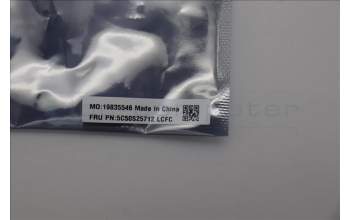 MO:19835546 Made in China
FRU PN:5C50S25712 LCFC